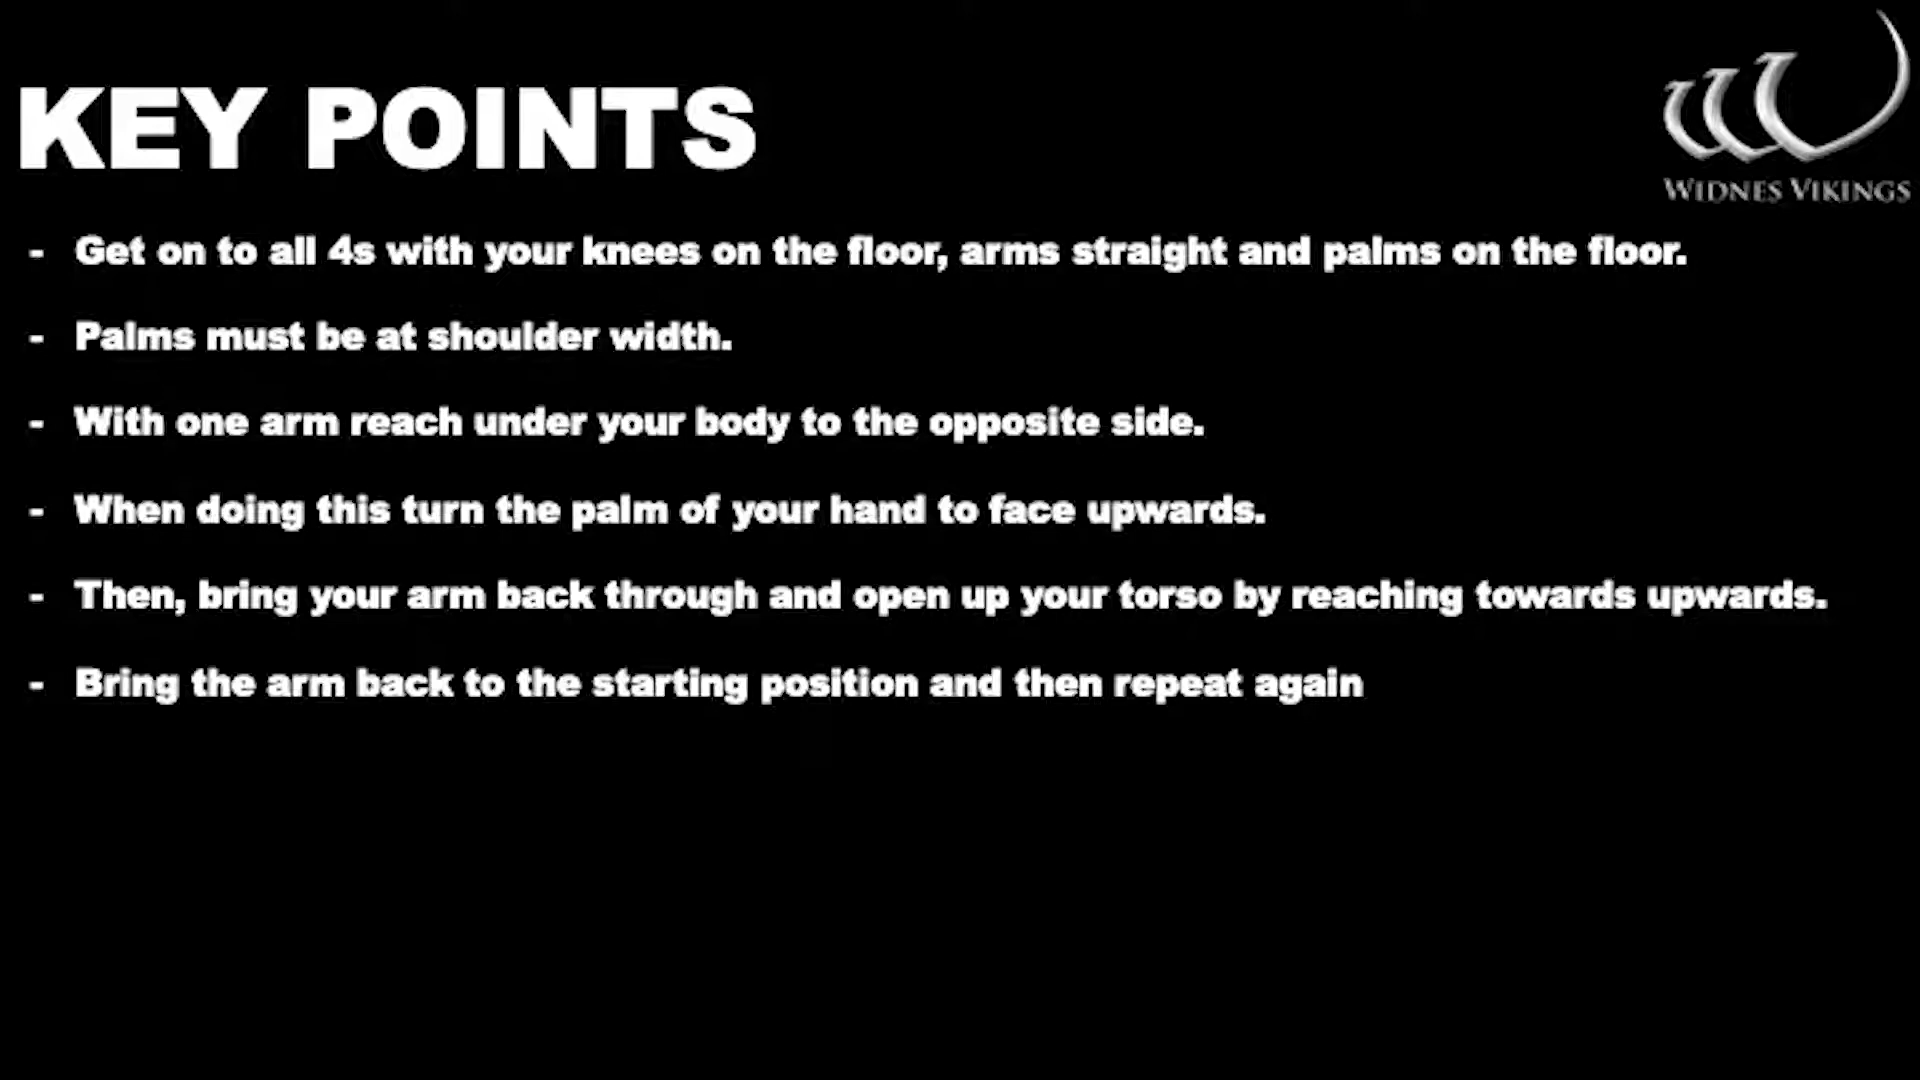 KEY POINTS
WIDNES VIKINGS
- Get on to all 4s with your knees on the floor, arms straight and palms on the floor.
- Palms must be at shoulder width.
- With one arm reach under your body to the opposite side.
- When doing this turn the palm of your hand to face upwards.
- Then, bring your arm back through and open up your torso by reaching towards upwards.
- Bring the arm back to the starting position and then repeat again